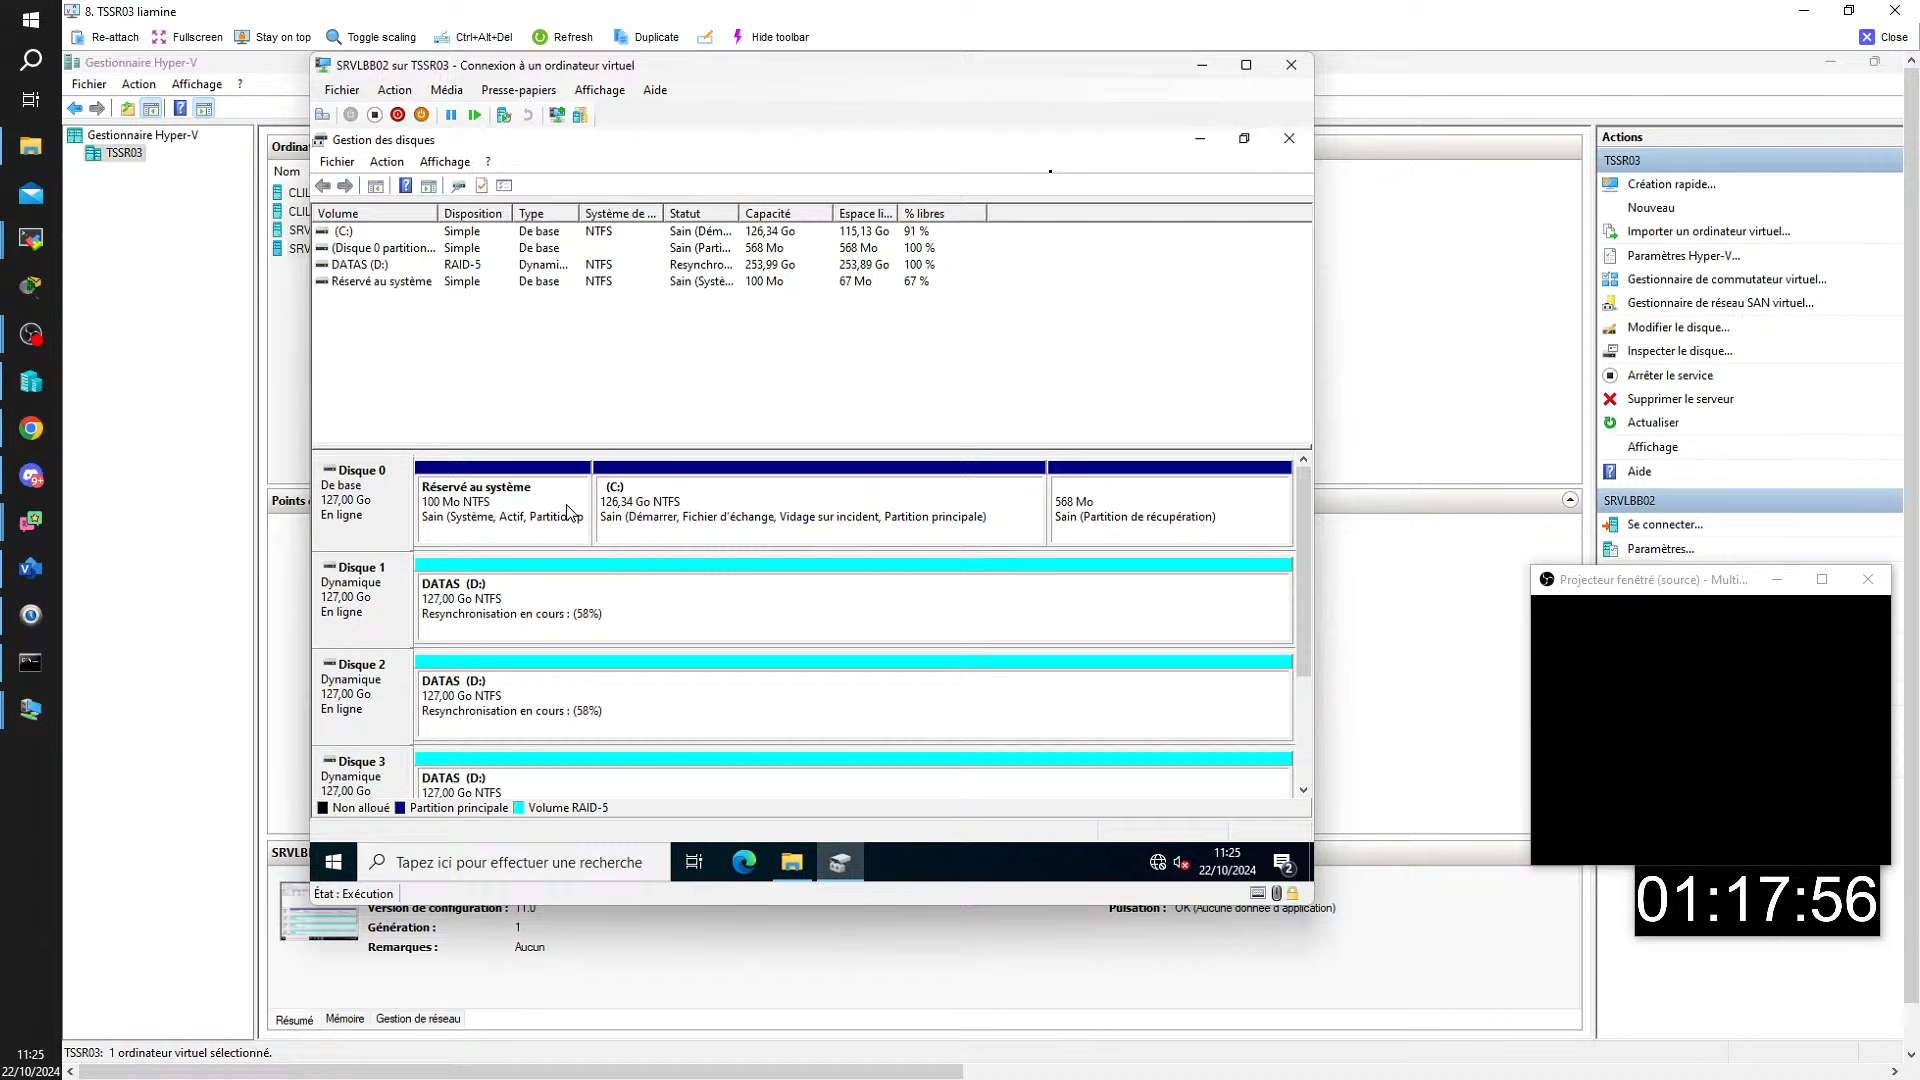 8. TSSR03 liamine
Re-attach Fullscreen Stay on top Toggle scaling Ctrl+Alt+Del Refresh Duplicate Hide toolbar Close
Gestionnaire Hyper-V
Fichier Action Affichage ?
Gestionnaire Hyper-V
TSSR03
Ordina
Nom
CLIL
CLIL
SRV
SRV
Points
SRVLBB02 sur TSSR03 - Connexion à un ordinateur virtuel
Fichier Action Média Presse-papiers Affichage Aide
Gestion des disques
Fichier Action Affichage ?
Volume Disposition Type Système de ... Statut Capacité Espace li... % libres
(C:) Simple De base NTFS Sain (Dém... 126,34 Go 115,13 Go 91 %
(Disque 0 partition... Simple De base Sain (Parti... 568 Mo 568 Mo 100 %
DATAS (D:) RAID-5 Dynami... NTFS Resynchro... 253,99 Go 253,89 Go 100 %
Réservé au système Simple De base NTFS Sain (Systè... 100 Mo 67 Mo 67 %
Disque 0
De base
127,00 Go
En ligne
Réservé au système
100 Mo NTFS
Sain (Système, Actif, Partition p
(C:)
126,34 Go NTFS
Sain (Démarrer, Fichier d'échange, Vidage sur incident, Partition principale)
568 Mo
Sain (Partition de récupération)
Disque 1
Dynamique
127,00 Go
En ligne
DATAS (D:)
127,00 Go NTFS
Resynchronisation en cours : (58%)
Disque 2
Dynamique
127,00 Go
En ligne
DATAS (D:)
127,00 Go NTFS
Resynchronisation en cours : (58%)
Disque 3
Dynamique
127,00 Go
DATAS (D:)
127,00 Go NTFS
Non alloué Partition principale Volume RAID-5
Tapez ici pour effectuer une recherche
11:25
22/10/2024
2
État : Exécution
Actions
TSSR03
Création rapide...
Nouveau
Importer un ordinateur virtuel...
Paramètres Hyper-V...
Gestionnaire de commutateur virtuel...
Gestionnaire de réseau SAN virtuel...
Modifier le disque...
Inspecter le disque...
Arrêter le service
Supprimer le serveur
Actualiser
Affichage
Aide
SRVLBB02
Se connecter...
Paramètres...
Projecteur fenêtré (source) - Multi...
01:17:56
SRVLB
Version de configuration : 11.0
Génération : 1
Remarques : Aucun
Pulsation : OK (Aucune donnée d'application)
Résumé Mémoire Gestion de réseau
TSSR03: 1 ordinateur virtuel sélectionné.
9+
11:25
22/10/2024